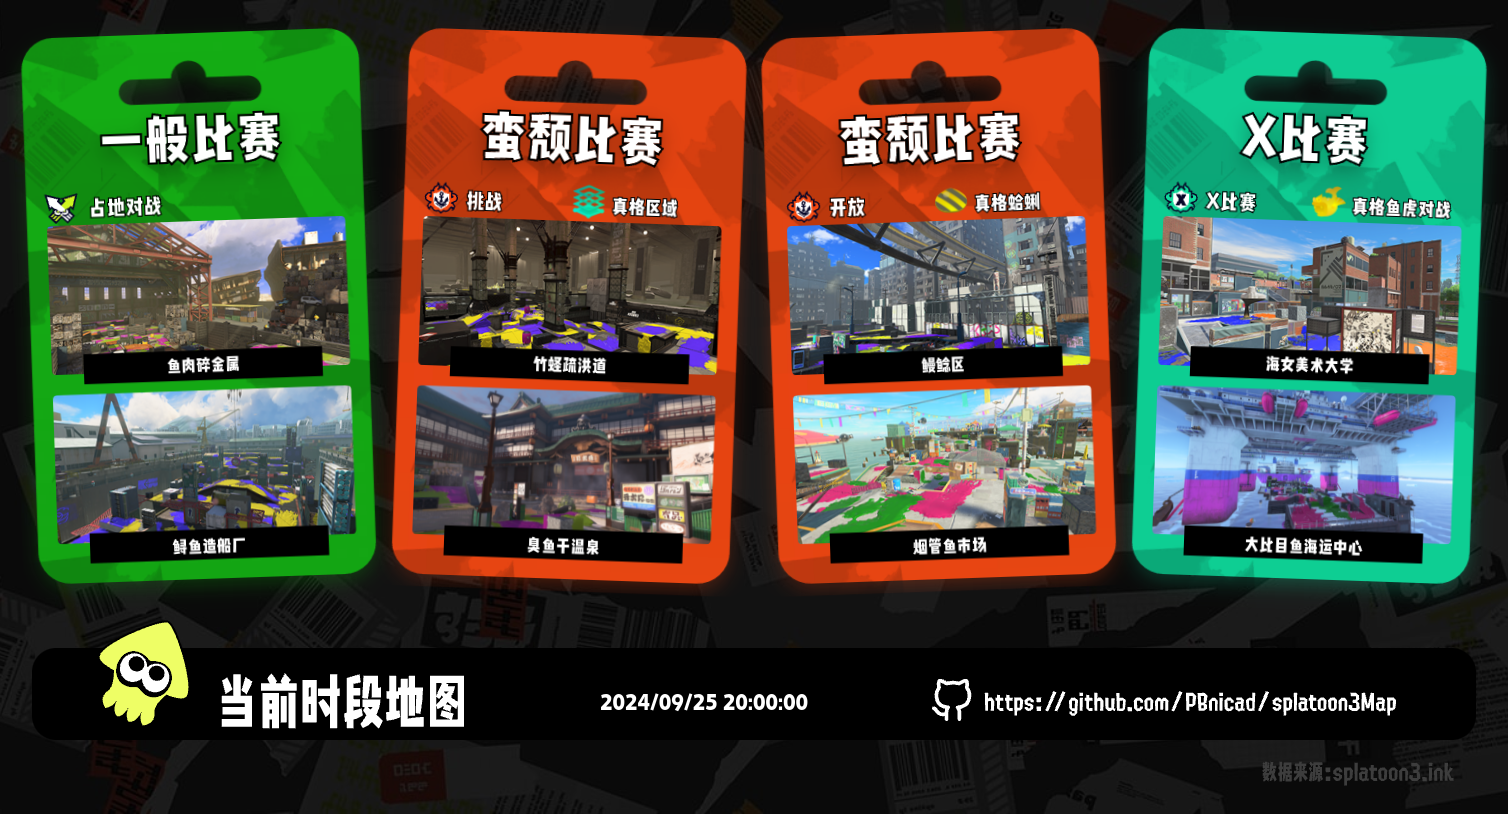 一般比赛
占地对战
鱼肉碎金属
鲟鱼造船厂
蛮颓比赛
挑战
真格区域
竹蛏疏洪道
臭鱼干温泉
蛮颓比赛
开放
真格蛤蜊
鳗鲶区
烟管鱼市场
X比赛
X比赛
真格鱼虎对战
海女美术大学
大比目鱼海运中心
当前时段地图
2024/09/25 20:00:00
https://github.com/PBnicad/splatoon3Map
数据来源:splatoon3.ink